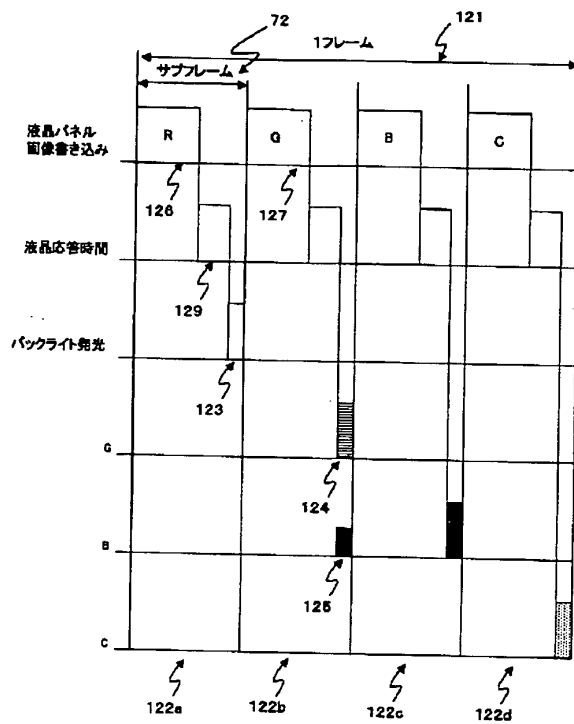 72
121
1フレーム
サブフレーム
液晶パネル
画像書き込み
R
G
B
C
126
127
液晶応答時間
129
バックライト発光
123
G
124
B
125
C
122a
122b
122c
122d